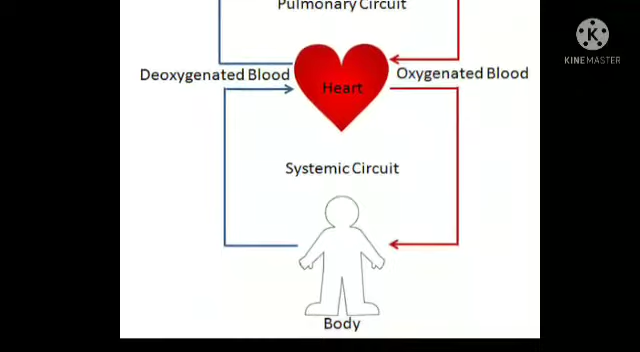 Pulmonary Circuit
KINEMASTER
Deoxygenated Blood
Oxygenated Blood
Heart
Systemic Circuit
Body